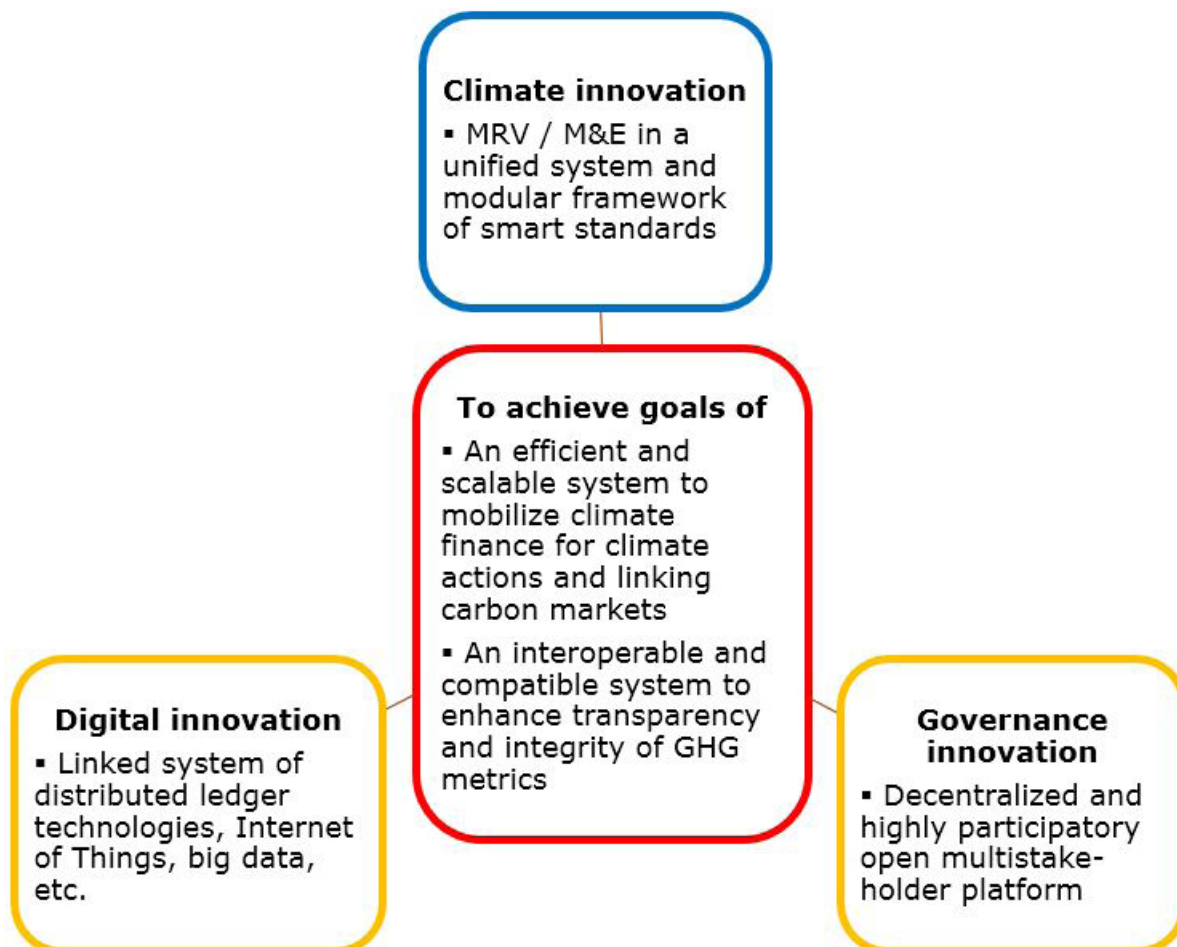 Climate innovation
▪ MRV / M&E in a
unified system and
modular framework
of smart standards
To achieve goals of
▪ An efficient and
scalable system to
mobilize climate
finance for climate
actions and linking
carbon markets
▪ An interoperable and
compatible system to
enhance transparency
and integrity of GHG
metrics
Digital innovation
▪ Linked system of
distributed ledger
technologies, Internet
of Things, big data,
etc.
Governance
innovation
▪ Decentralized and
highly participatory
open multistake-
holder platform